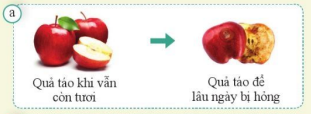 a
Quả táo khi vẫn
còn tươi
Quả táo để
lâu ngày bị hỏng